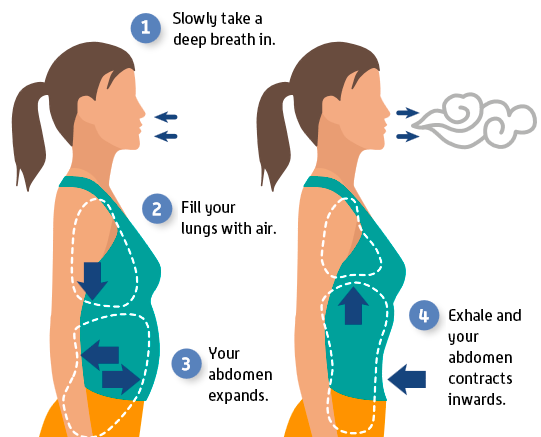 1
Slowly take a
deep breath in.
2
Fill your
lungs with air.
3
Your
abdomen
expands.
4
Exhale and
your
abdomen
contracts
inwards.